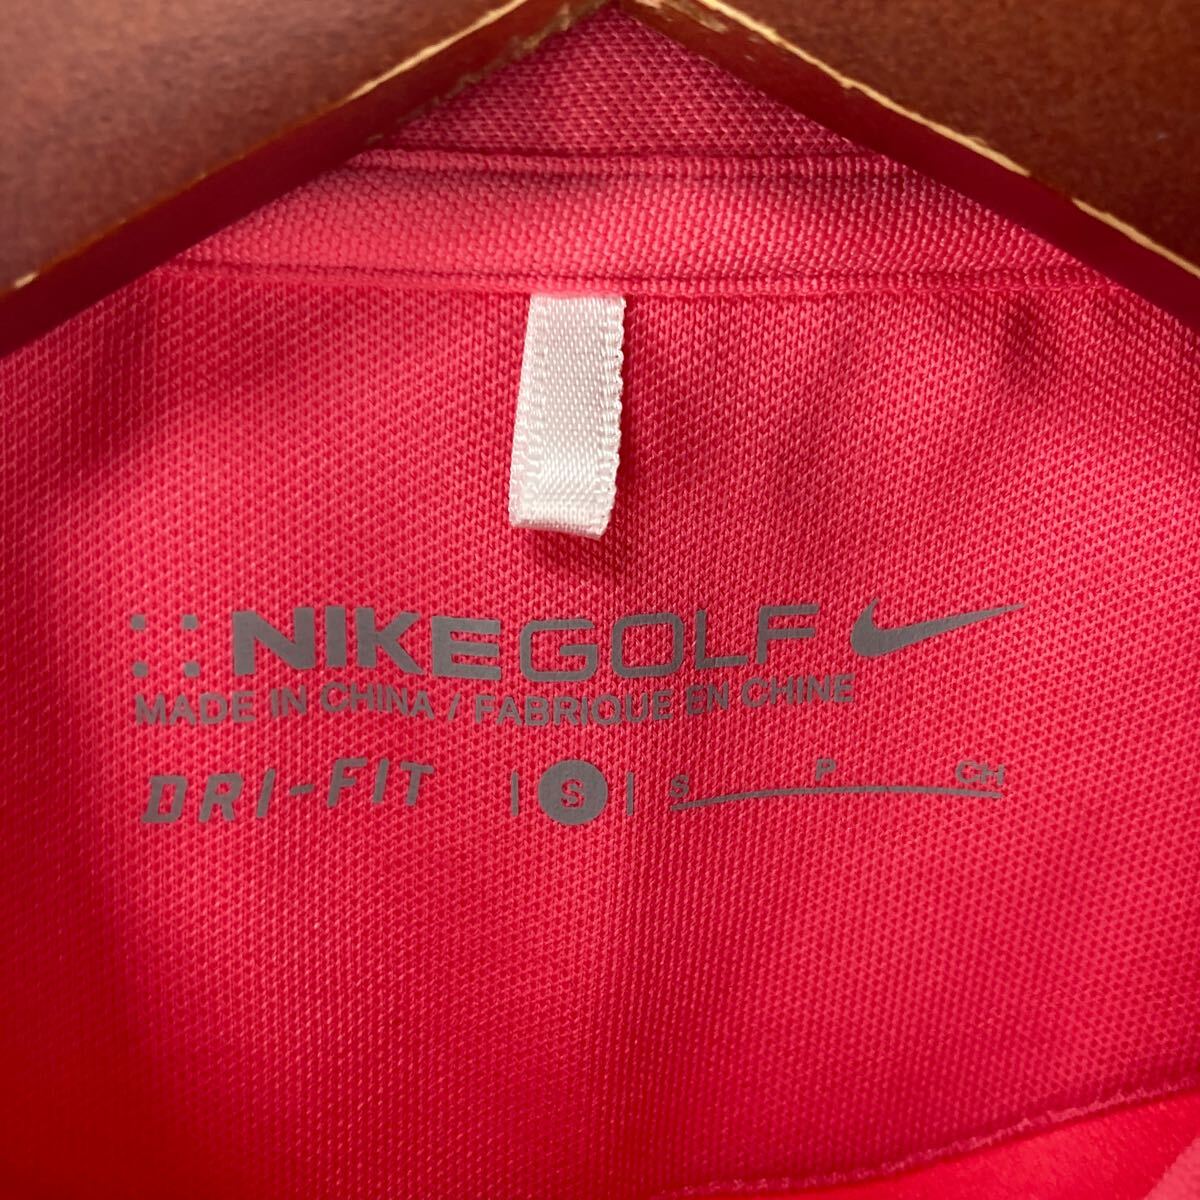 NIKEGOLF
MADE IN CHINA / FABRIQUE EN CHINE
DRI-FIT | S | S P CH